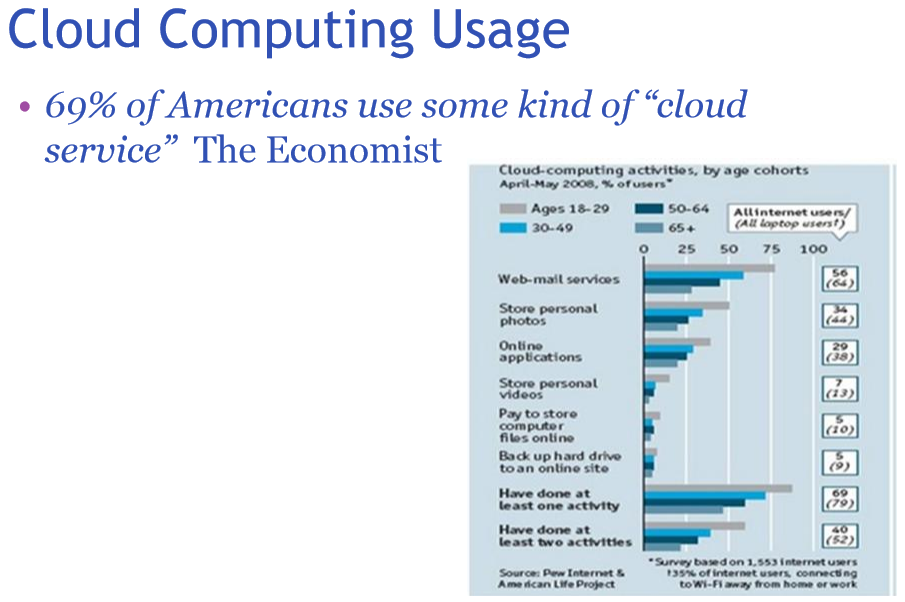 Cloud Computing Usage
• 69% of Americans use some kind of “cloud
service” The Economist
Cloud-computing activities, by age cohorts
April-May 2008, % of users*
Ages 18-29
30-49
50-64
65+
All internet users/
(All laptop users†)
0 25 50 75 100
Web-mail services
56
(64)
Store personal
photos
34
(44)
Online
applications
29
(38)
Store personal
videos
7
(13)
Pay to store
computer
files online
5
(10)
Back up hard drive
to an online site
5
(9)
Have done at
least one activity
69
(79)
Have done at
least two activities
40
(52)
Source: Pew Internet &
American Life Project
*Survey based on 1,553 internet users
†35% of internet users, connecting
to Wi-Fi away from home or work